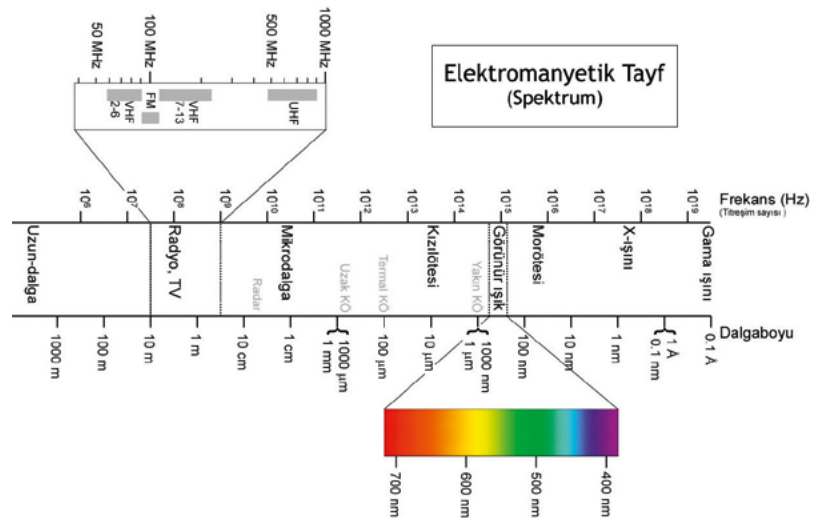 50 MHz
100 MHz
500 MHz
1000 MHz
VHF
2-6
FM
VHF
7-13
UHF
Elektromanyetik Tayf
(Spektrum)
10⁶
10⁷
10⁸
10⁹
10¹⁰
10¹¹
10¹²
10¹³
10¹⁴
10¹⁵
10¹⁶
10¹⁷
10¹⁸
10¹⁹
Frekans (Hz)
(Titreşim sayısı )
Uzun-dalga
Radyo, TV
Mikrodalga
Radar
Uzak KÖ
Termal KÖ
Kızılötesi
Yakın KÖ
Görünür ışık
Morötesi
X-ışını
Gama ışını
Dalgaboyu
1000 m
100 m
10 m
1 m
10 cm
1 cm
1000 µm
1 mm
100 µm
10 µm
1000 nm
1 µm
100 nm
10 nm
1 nm
1 Å
0.1 nm
0.1 Å
700 nm
600 nm
500 nm
400 nm